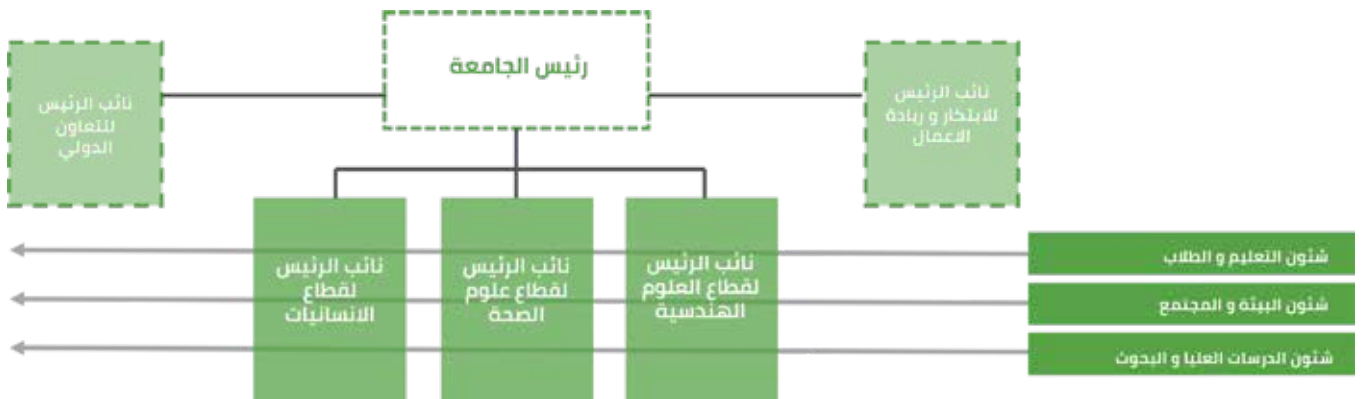 رئيس الجامعة
نائب الرئيس
للابتكار و ريادة
الاعمال
نائب الرئيس
للتعاون
الدولي
نائب الرئيس
لقطاع العلوم
الهندسية
نائب الرئيس
لقطاع علوم
الصحة
نائب الرئيس
لقطاع
الانسانيات
شئون التعليم و الطلاب
شئون البيئة و المجتمع
شئون الدرسات العليا و البحوث